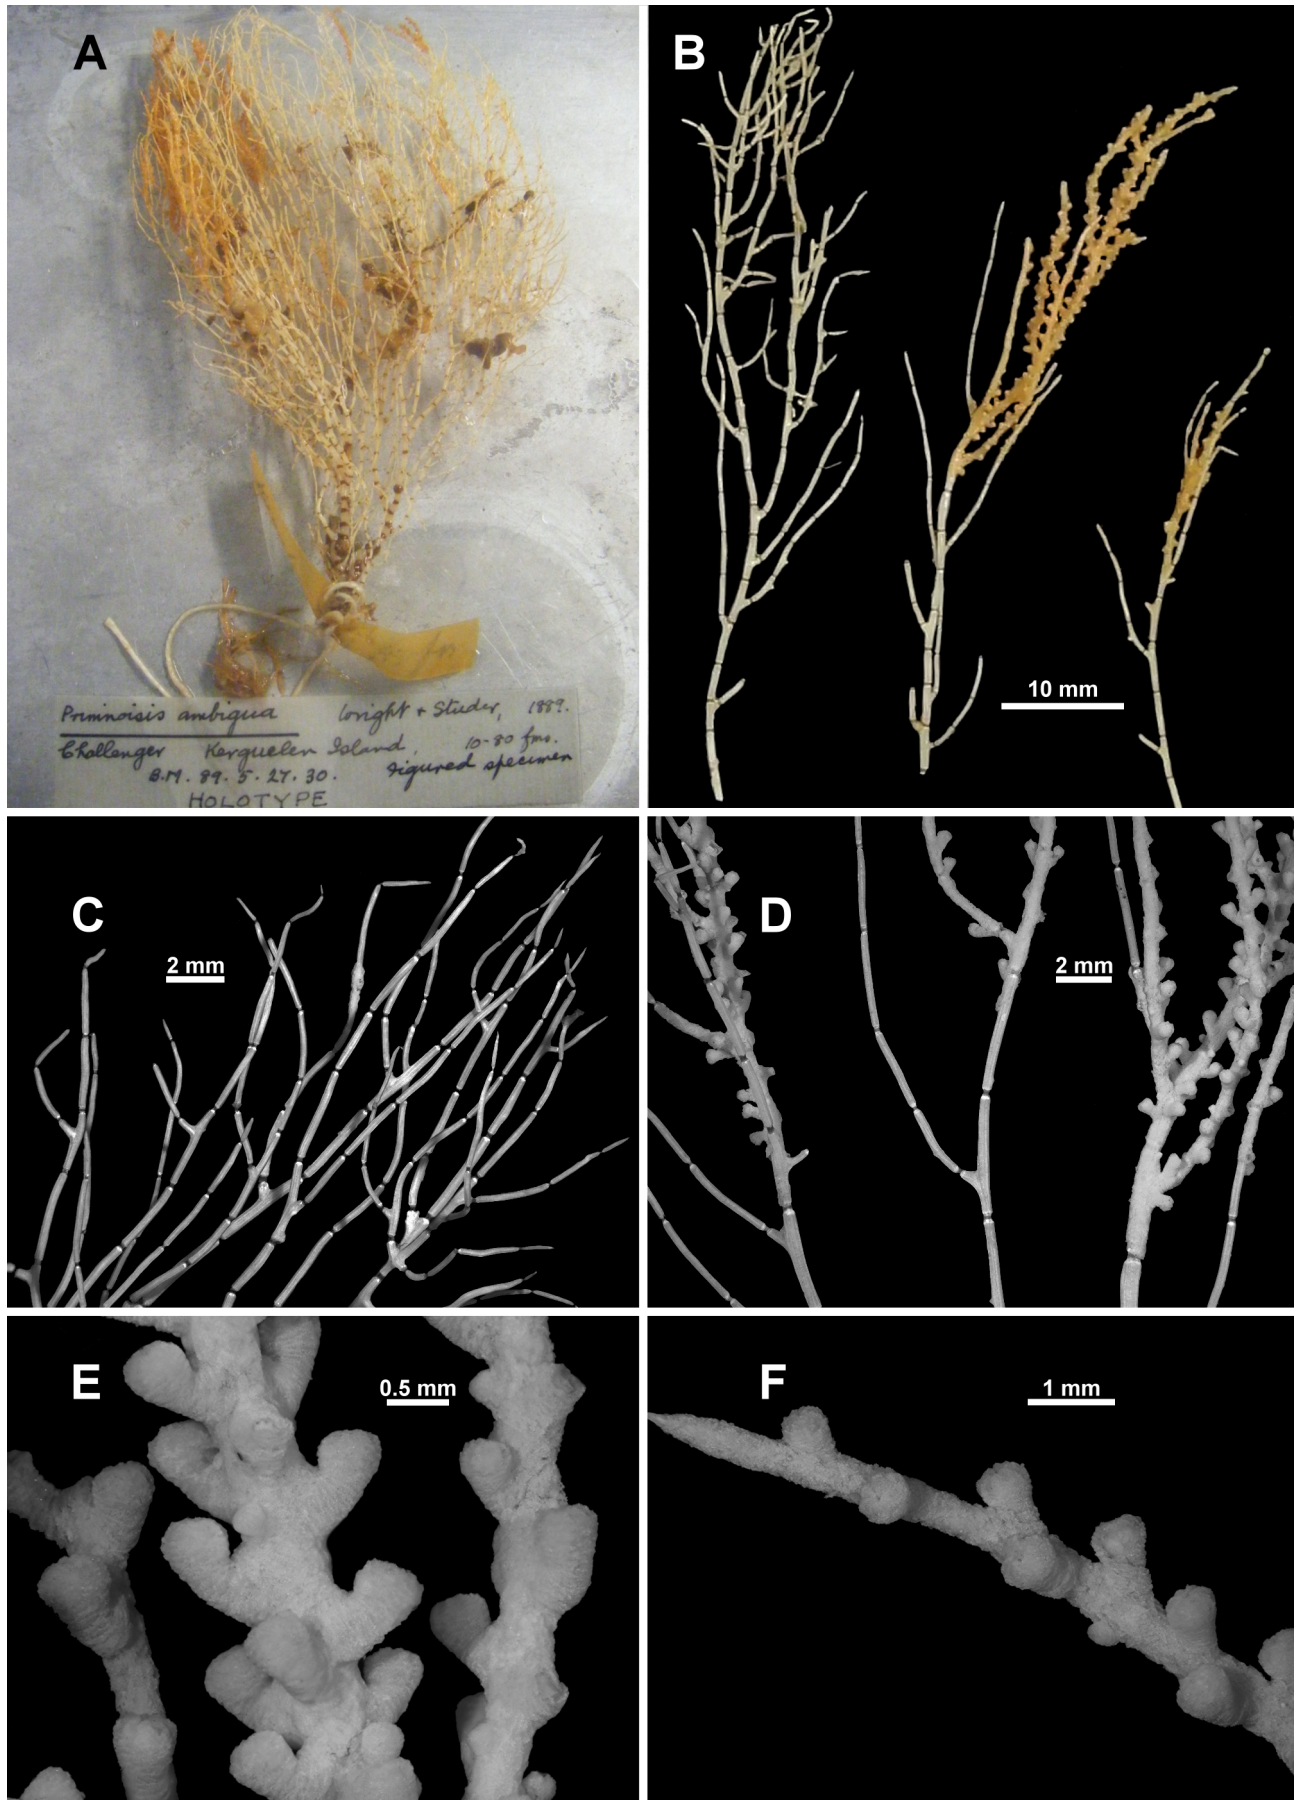 A
B
Primnoisis ambigua Wright + Studer, 1889.
Challenger Kerguelen Island, 10-80 fms.
B.M. 89. 5. 27. 30. Figured specimen
HOLOTYPE
10 mm
C
2 mm
D
2 mm
E
0.5 mm
F
1 mm